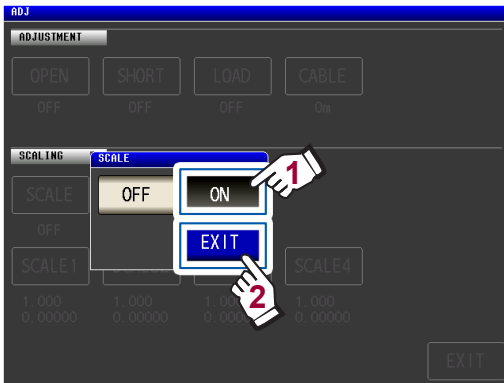 ADJ
ADJUSTMENT
OPEN SHORT LOAD CABLE
OFF OFF OFF 0m
SCALING
SCALE
OFF ON
1
SCALE
OFF
EXIT
2
SCALE1 SCALE4
1.000 1.000 1.000
0.00000 0.00000 0.00000
EXIT